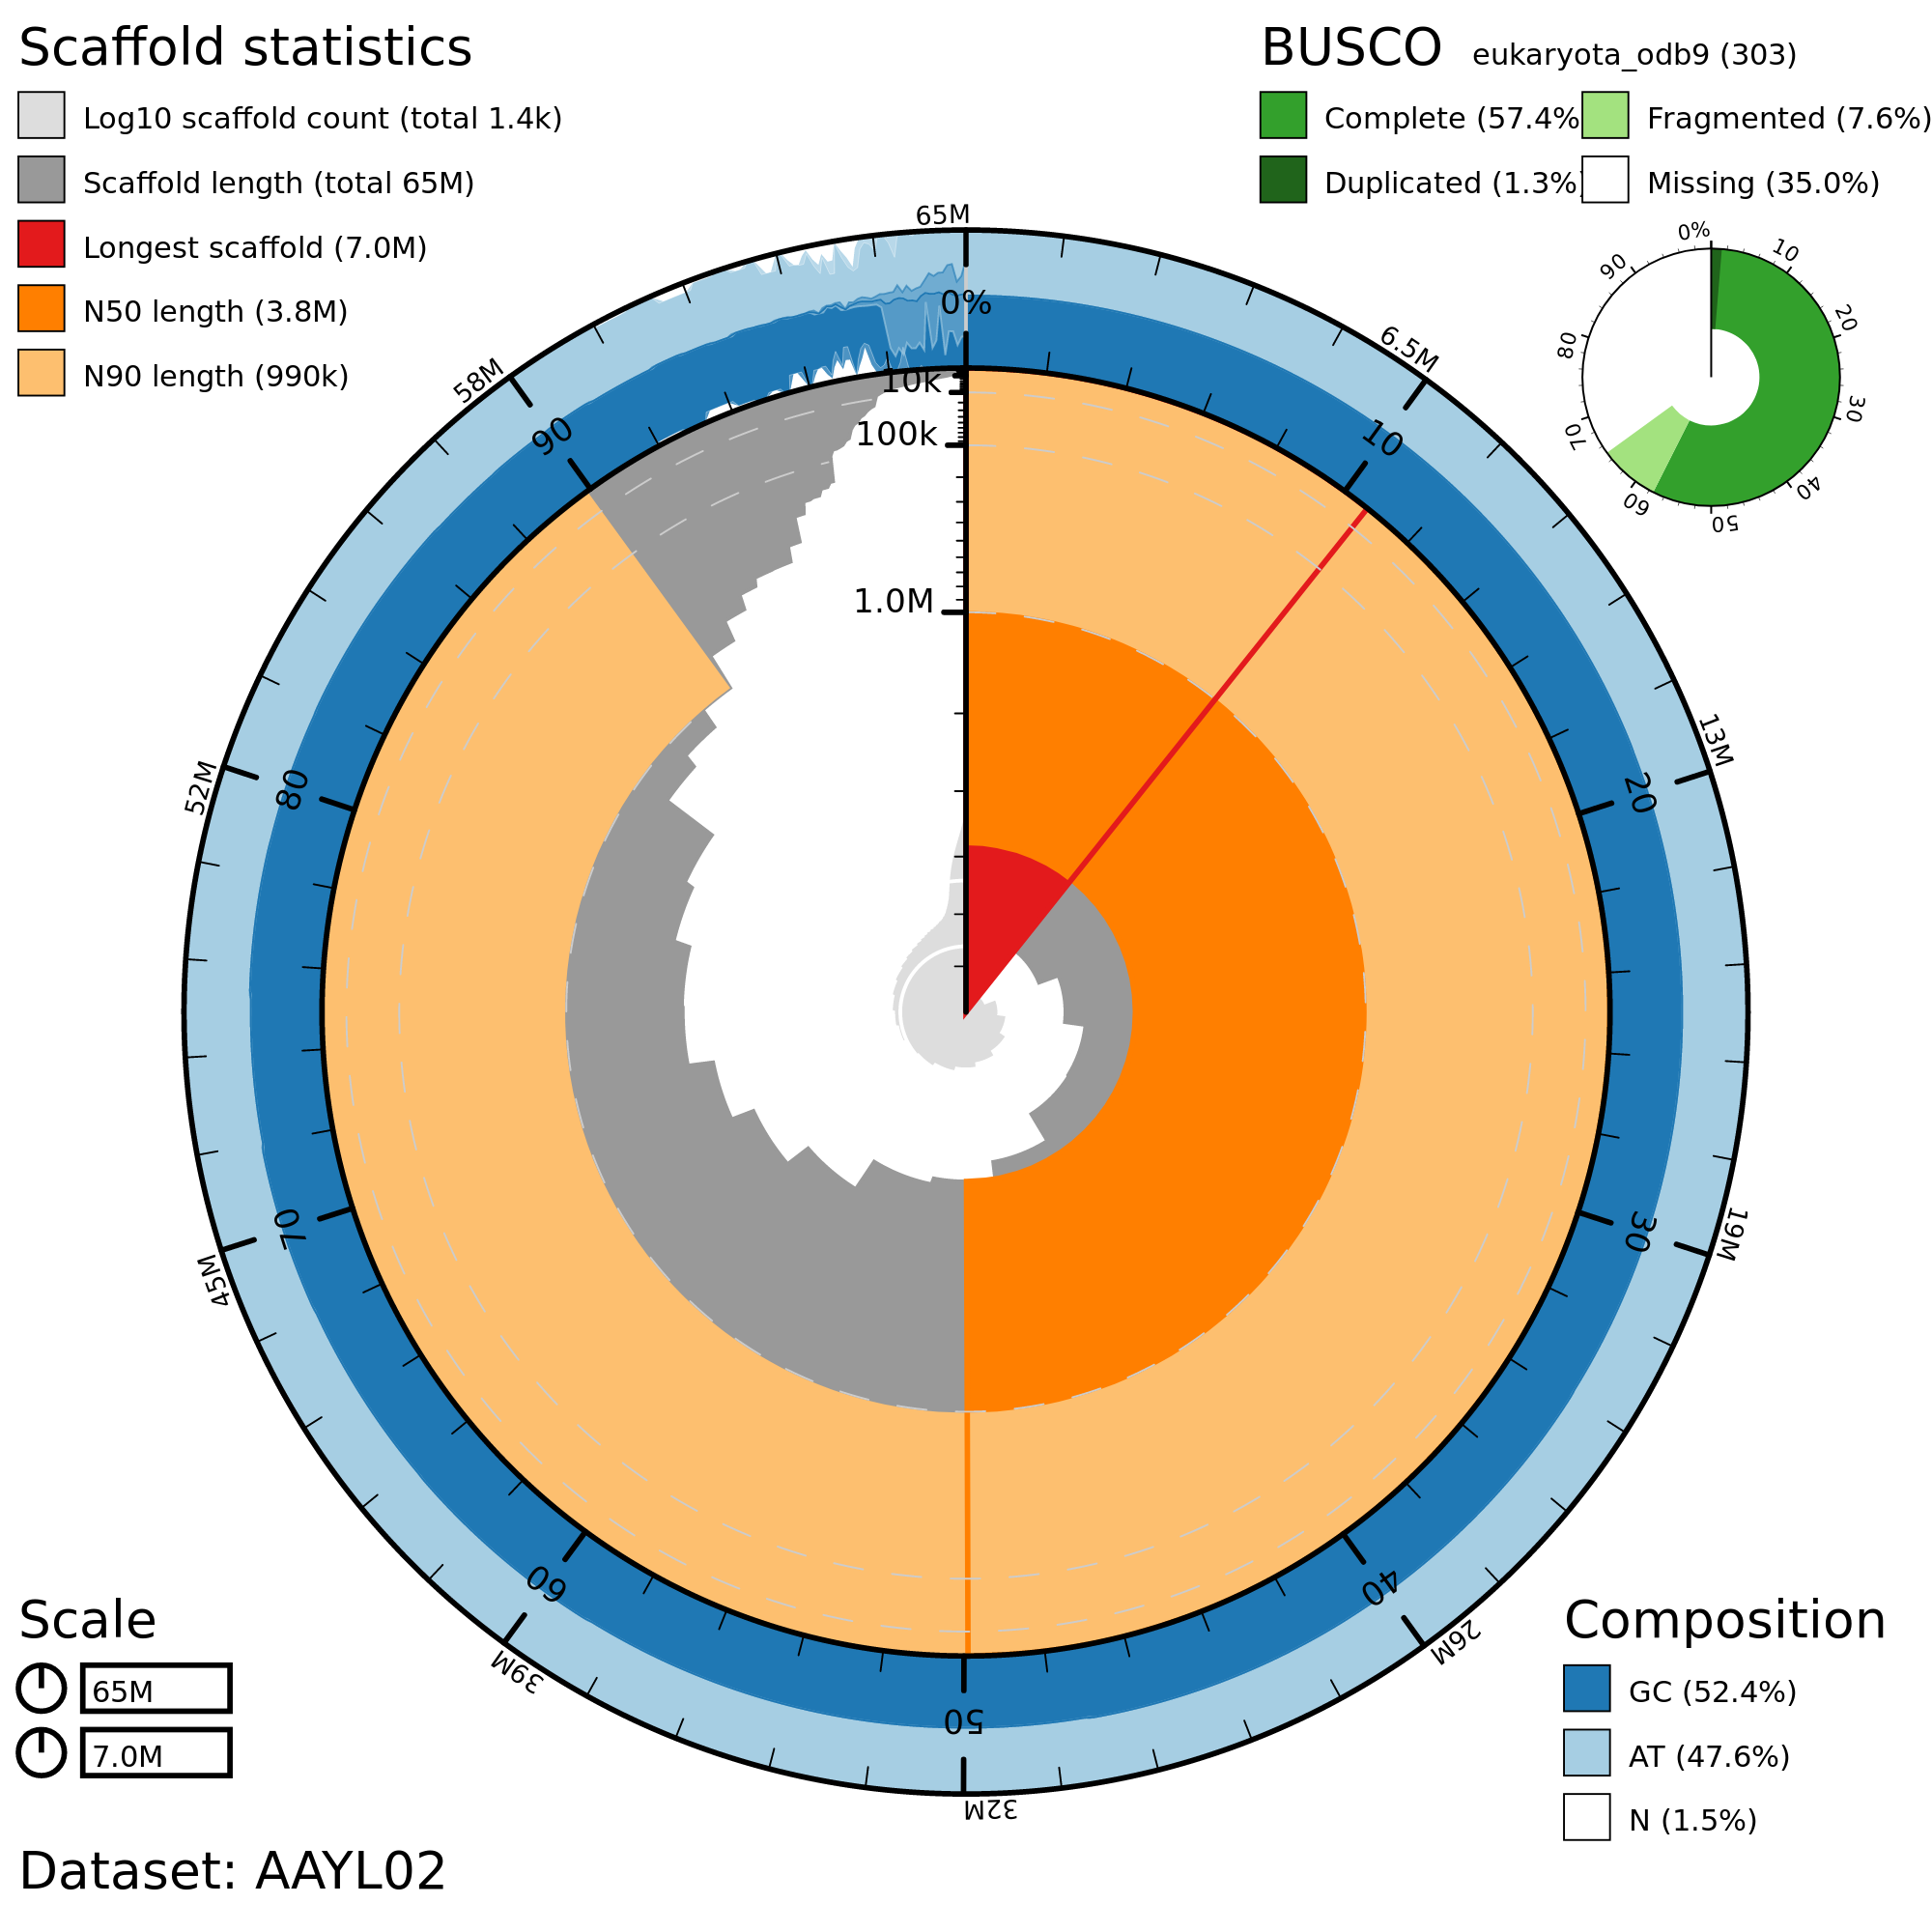 Scaffold statistics
Log10 scaffold count (total 1.4k)
Scaffold length (total 65M)
Longest scaffold (7.0M)
N50 length (3.8M)
N90 length (990k)
BUSCO eukaryota_odb9 (303)
Complete (57.4% Fragmented (7.6%)
Duplicated (1.3% Missing (35.0%)
0%
10
20
30
40
50
60
70
80
90
65M
6.5M
13M
19M
26M
32M
39M
45M
52M
58M
0%
10
20
30
40
50
60
70
80
90
10k
100k
1.0M
Scale
65M
7.0M
Composition
GC (52.4%)
AT (47.6%)
N (1.5%)
Dataset: AAYL02